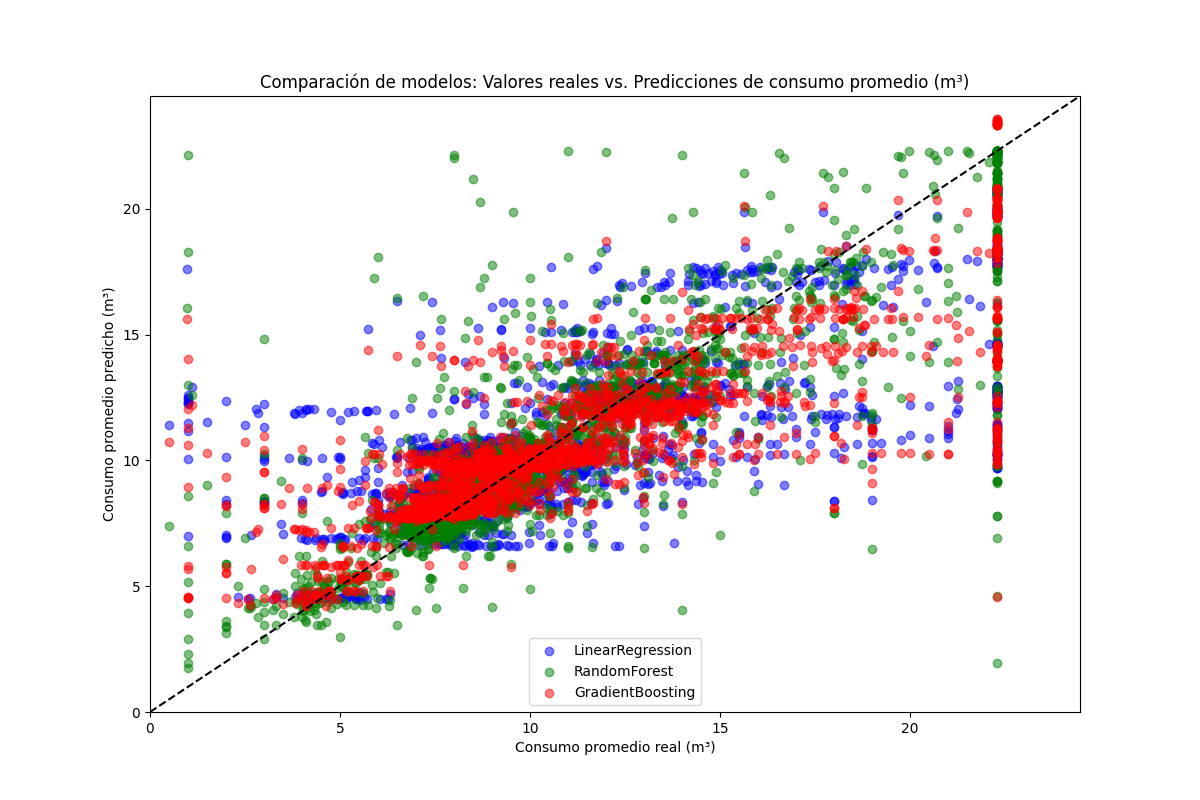 Comparación de modelos: Valores reales vs. Predicciones de consumo promedio (m³)
Consumo promedio predicho (m³)
20
15
10
5
0
0 5 10 15 20
Consumo promedio real (m³)
LinearRegression
RandomForest
GradientBoosting